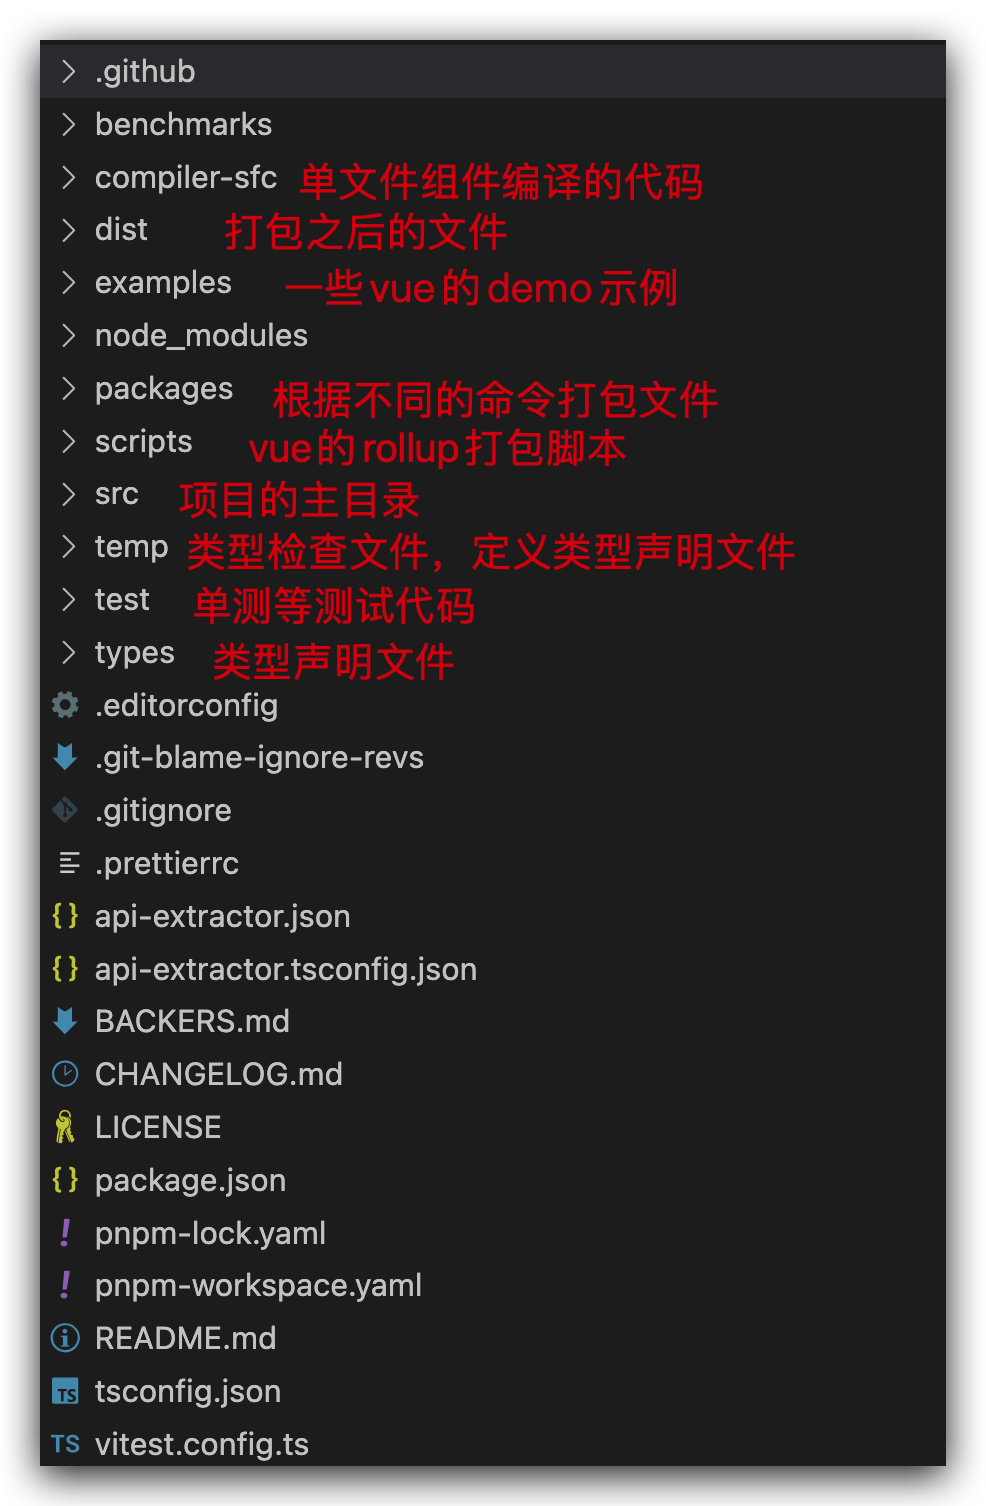 .github
benchmarks
compiler-sfc 单文件组件编译的代码
dist 打包之后的文件
examples 一些vue的demo示例
node_modules
packages 根据不同的命令打包文件
scripts vue的rollup打包脚本
src 项目的主目录
temp 类型检查文件，定义类型声明文件
test 单测等测试代码
types 类型声明文件
.editorconfig
.git-blame-ignore-revs
.gitignore
.prettierrc
{} api-extractor.json
{} api-extractor.tsconfig.json
BACKERS.md
CHANGELOG.md
LICENSE
{} package.json
! pnpm-lock.yaml
! pnpm-workspace.yaml
README.md
TS tsconfig.json
TS vitest.config.ts